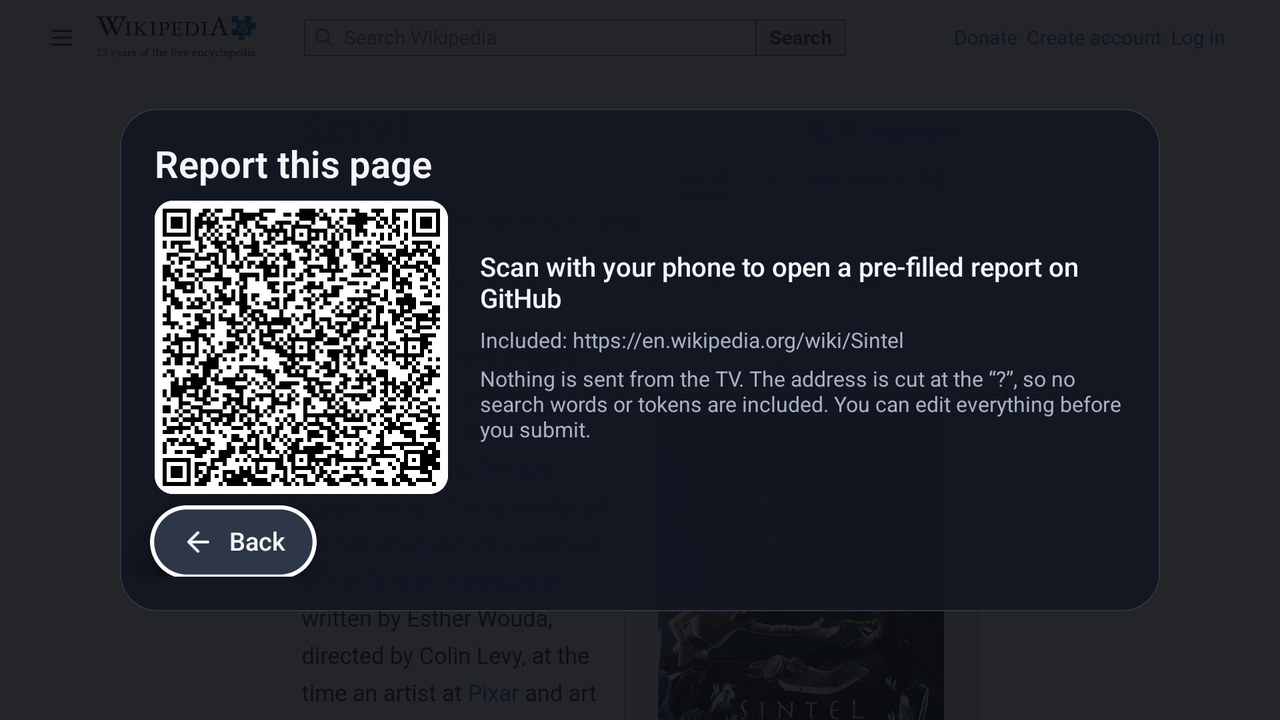 WIKIPEDIA
25 years of the free encyclopedia
Search Wikipedia
Search
Donate Create account Log in
Report this page
Scan with your phone to open a pre-filled report on
GitHub
Included: https://en.wikipedia.org/wiki/Sintel
Nothing is sent from the TV. The address is cut at the “?”, so no
search words or tokens are included. You can edit everything before
you submit.
Back
written by Esther Wouda,
directed by Colin Levy, at the
time an artist at Pixar and art
SINTEL